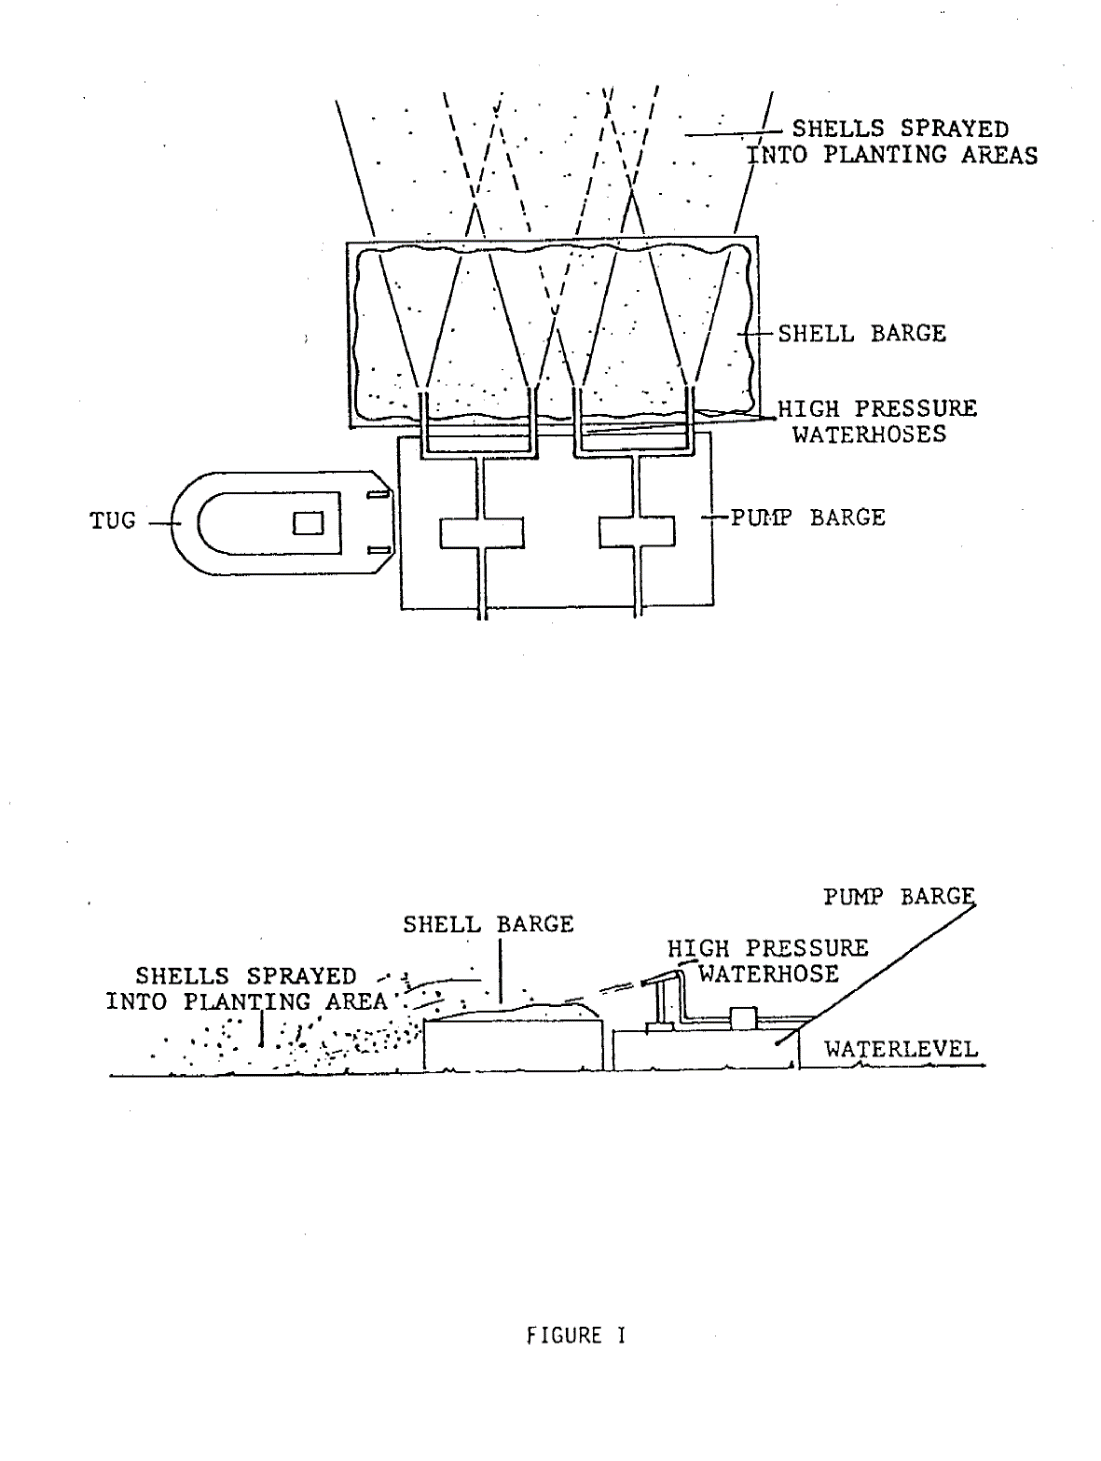 SHELLS SPRAYED
INTO PLANTING AREAS
SHELL BARGE
HIGH PRESSURE
WATERHOSES
TUG
PUMP BARGE
PUMP BARGE
SHELL BARGE
HIGH PRESSURE
WATERHOSE
SHELLS SPRAYED
INTO PLANTING AREA
WATERLEVEL
FIGURE I